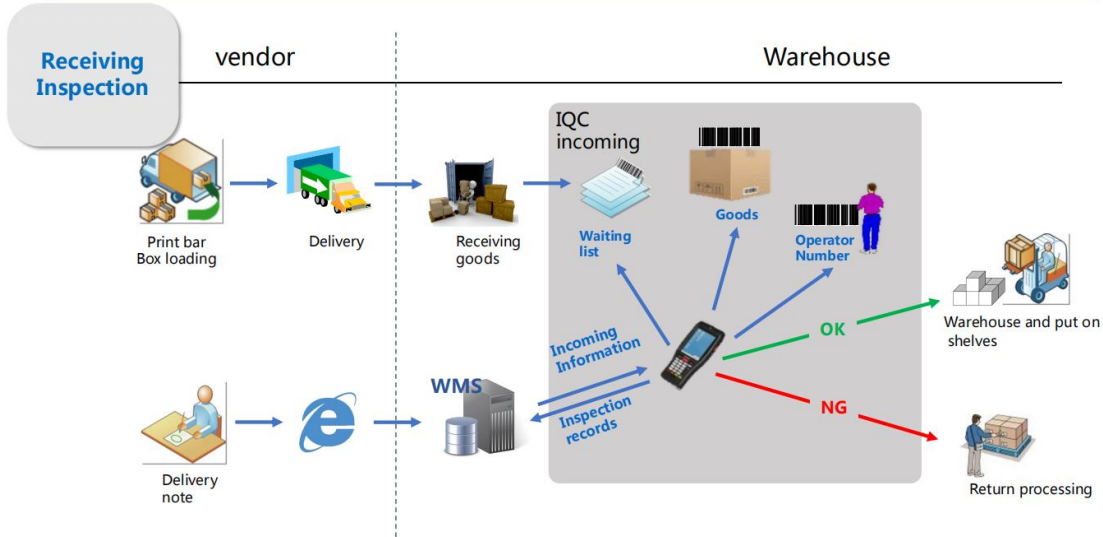 Receiving
Inspection
vendor
Warehouse
IQC
incoming
Print bar
Box loading
Delivery
Receiving
goods
Waiting
list
Goods
Operator
Number
OK
Warehouse and put on
shelves
Incoming
Information
WMS
Inspection
records
NG
Delivery
note
Return processing